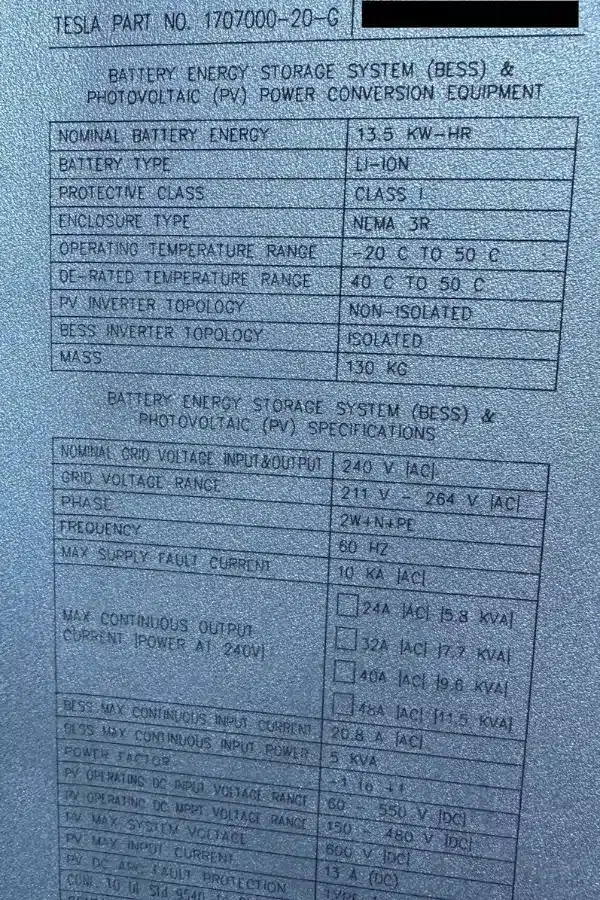 TESLA PART NO. 1707000-20-G
BATTERY ENERGY STORAGE SYSTEM (BESS) &
PHOTOVOLTAIC (PV) POWER CONVERSION EQUIPMENT
NOMINAL BATTERY ENERGY 13.5 KW-HR
BATTERY TYPE LI-ION
PROTECTIVE CLASS CLASS I
ENCLOSURE TYPE NEMA 3R
OPERATING TEMPERATURE RANGE -20 C TO 50 C
DE-RATED TEMPERATURE RANGE 40 C TO 50 C
PV INVERTER TOPOLOGY NON-ISOLATED
BESS INVERTER TOPOLOGY ISOLATED
MASS 130 KG
BATTERY ENERGY STORAGE SYSTEM (BESS) &
PHOTOVOLTAIC (PV) SPECIFICATIONS
NOMINAL GRID VOLTAGE INPUT&OUTPUT 240 V [AC]
GRID VOLTAGE RANGE 211 V - 264 V [AC]
PHASE 2W+N+PE
FREQUENCY 60 HZ
MAX SUPPLY FAULT CURRENT 10 KA [AC]
MAX CONTINUOUS OUTPUT
CURRENT [POWER AT 240V]
24A [AC] [5.8 KVA]
32A [AC] [7.7 KVA]
40A [AC] [9.6 KVA]
48A [AC] [11.5 KVA]
BESS MAX CONTINUOUS INPUT CURRENT 20.8 A [AC]
BESS MAX CONTINUOUS INPUT POWER 5 KVA
POWER FACTOR -1 to +1
PV OPERATING DC INPUT VOLTAGE RANGE 60 - 550 V [DC]
PV OPERATING DC MPPT VOLTAGE RANGE 150 - 480 V [DC]
PV MAX SYSTEM VOLTAGE 600 V [DC]
PV MAX INPUT CURRENT 13 A (DC)
PV DC ARC FAULT PROTECTION TYPE
CON. TO UL Std 9540